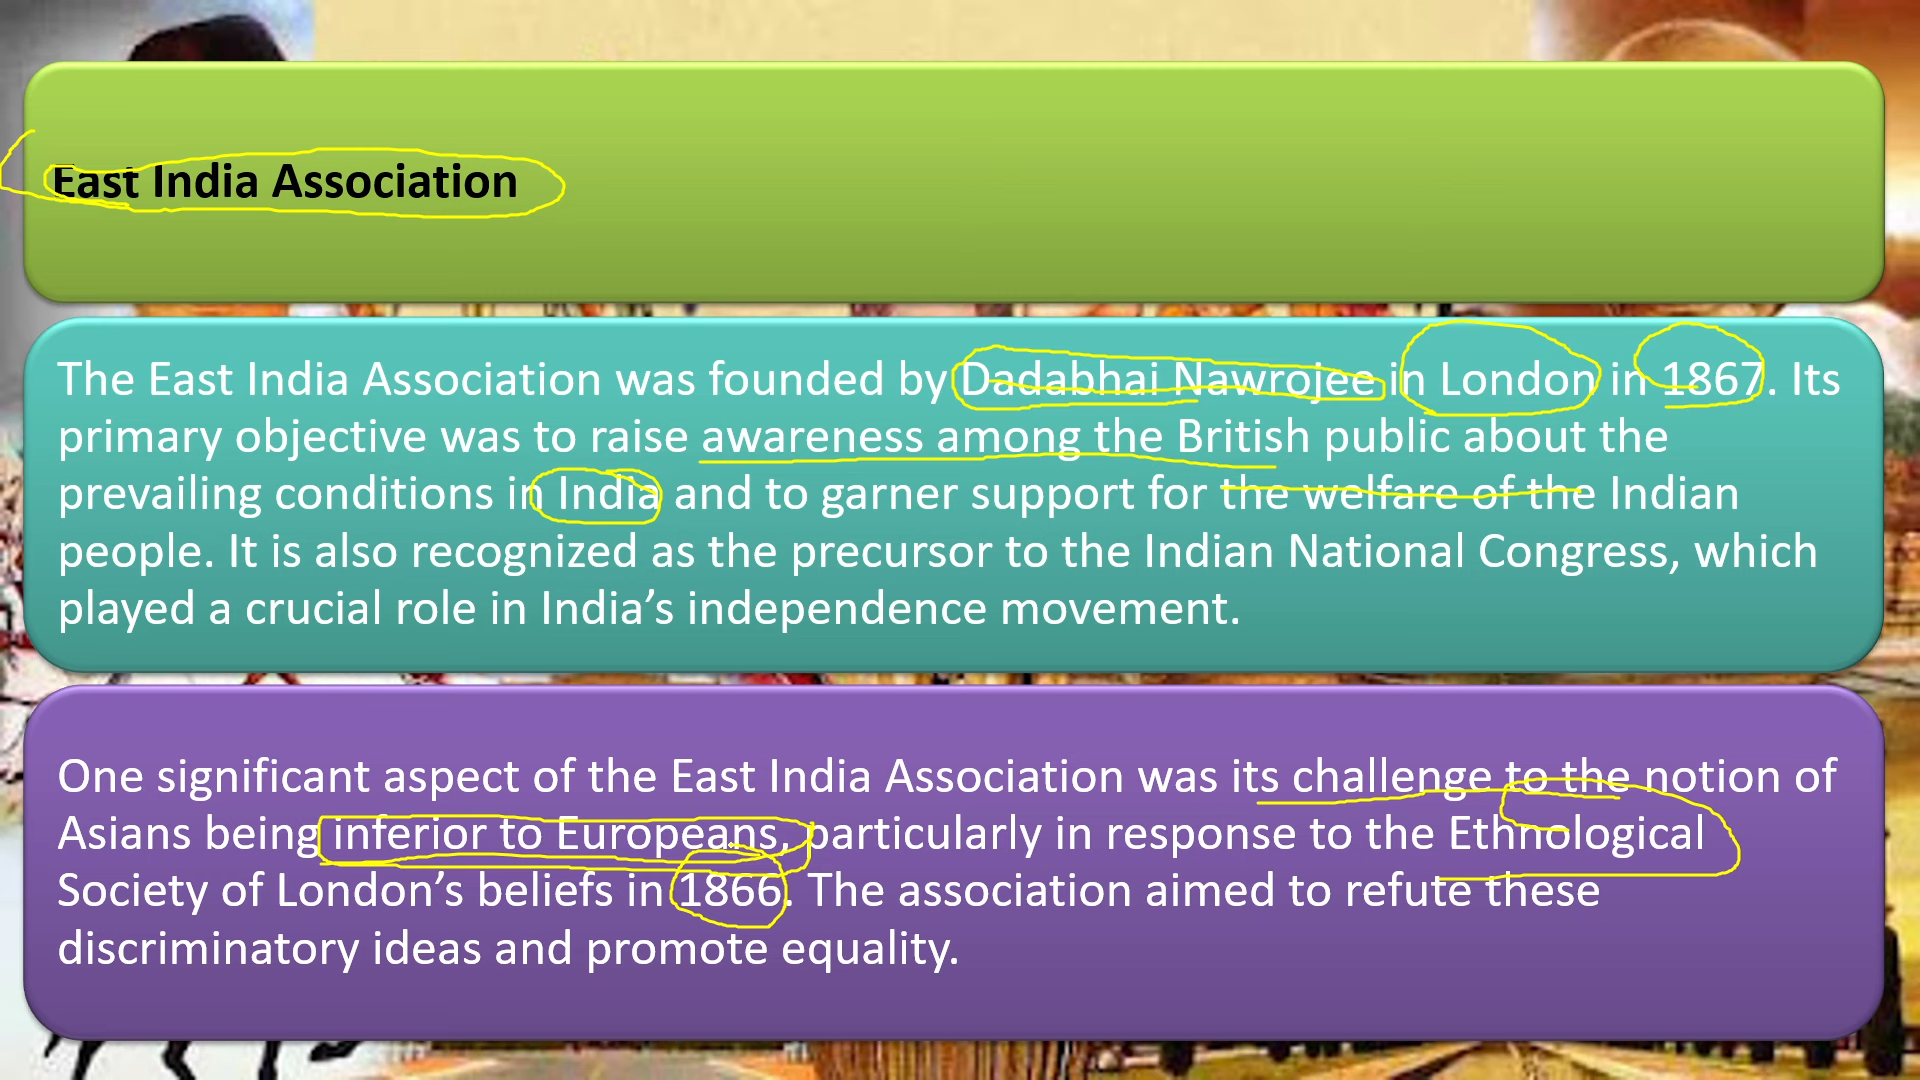 East India Association
The East India Association was founded by Dadabhai Nawrojee in London in 1867. Its
primary objective was to raise awareness among the British public about the
prevailing conditions in India and to garner support for the welfare of the Indian
people. It is also recognized as the precursor to the Indian National Congress, which
played a crucial role in India’s independence movement.
One significant aspect of the East India Association was its challenge to the notion of
Asians being inferior to Europeans, particularly in response to the Ethnological
Society of London’s beliefs in 1866. The association aimed to refute these
discriminatory ideas and promote equality.